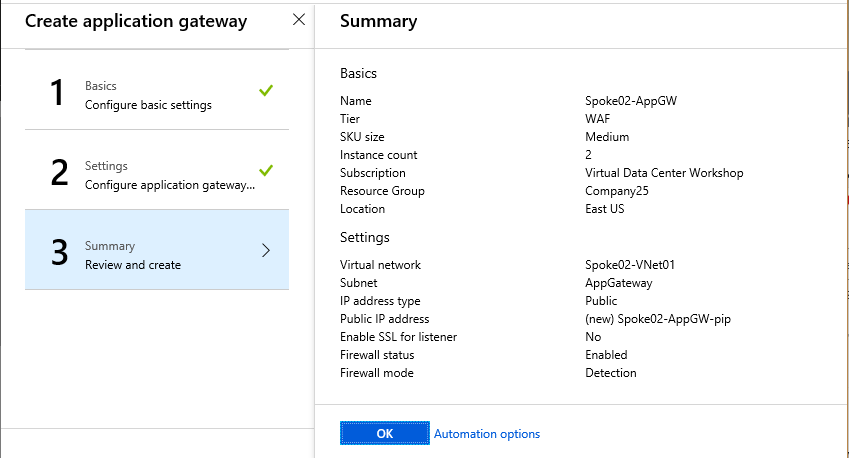 Create application gateway
1
Basics
Configure basic settings
2
Settings
Configure application gateway...
3
Summary
Review and create
Summary
Basics
Name Spoke02-AppGW
Tier WAF
SKU size Medium
Instance count 2
Subscription Virtual Data Center Workshop
Resource Group Company25
Location East US
Settings
Virtual network Spoke02-VNet01
Subnet AppGateway
IP address type Public
Public IP address (new) Spoke02-AppGW-pip
Enable SSL for listener No
Firewall status Enabled
Firewall mode Detection
OK Automation options